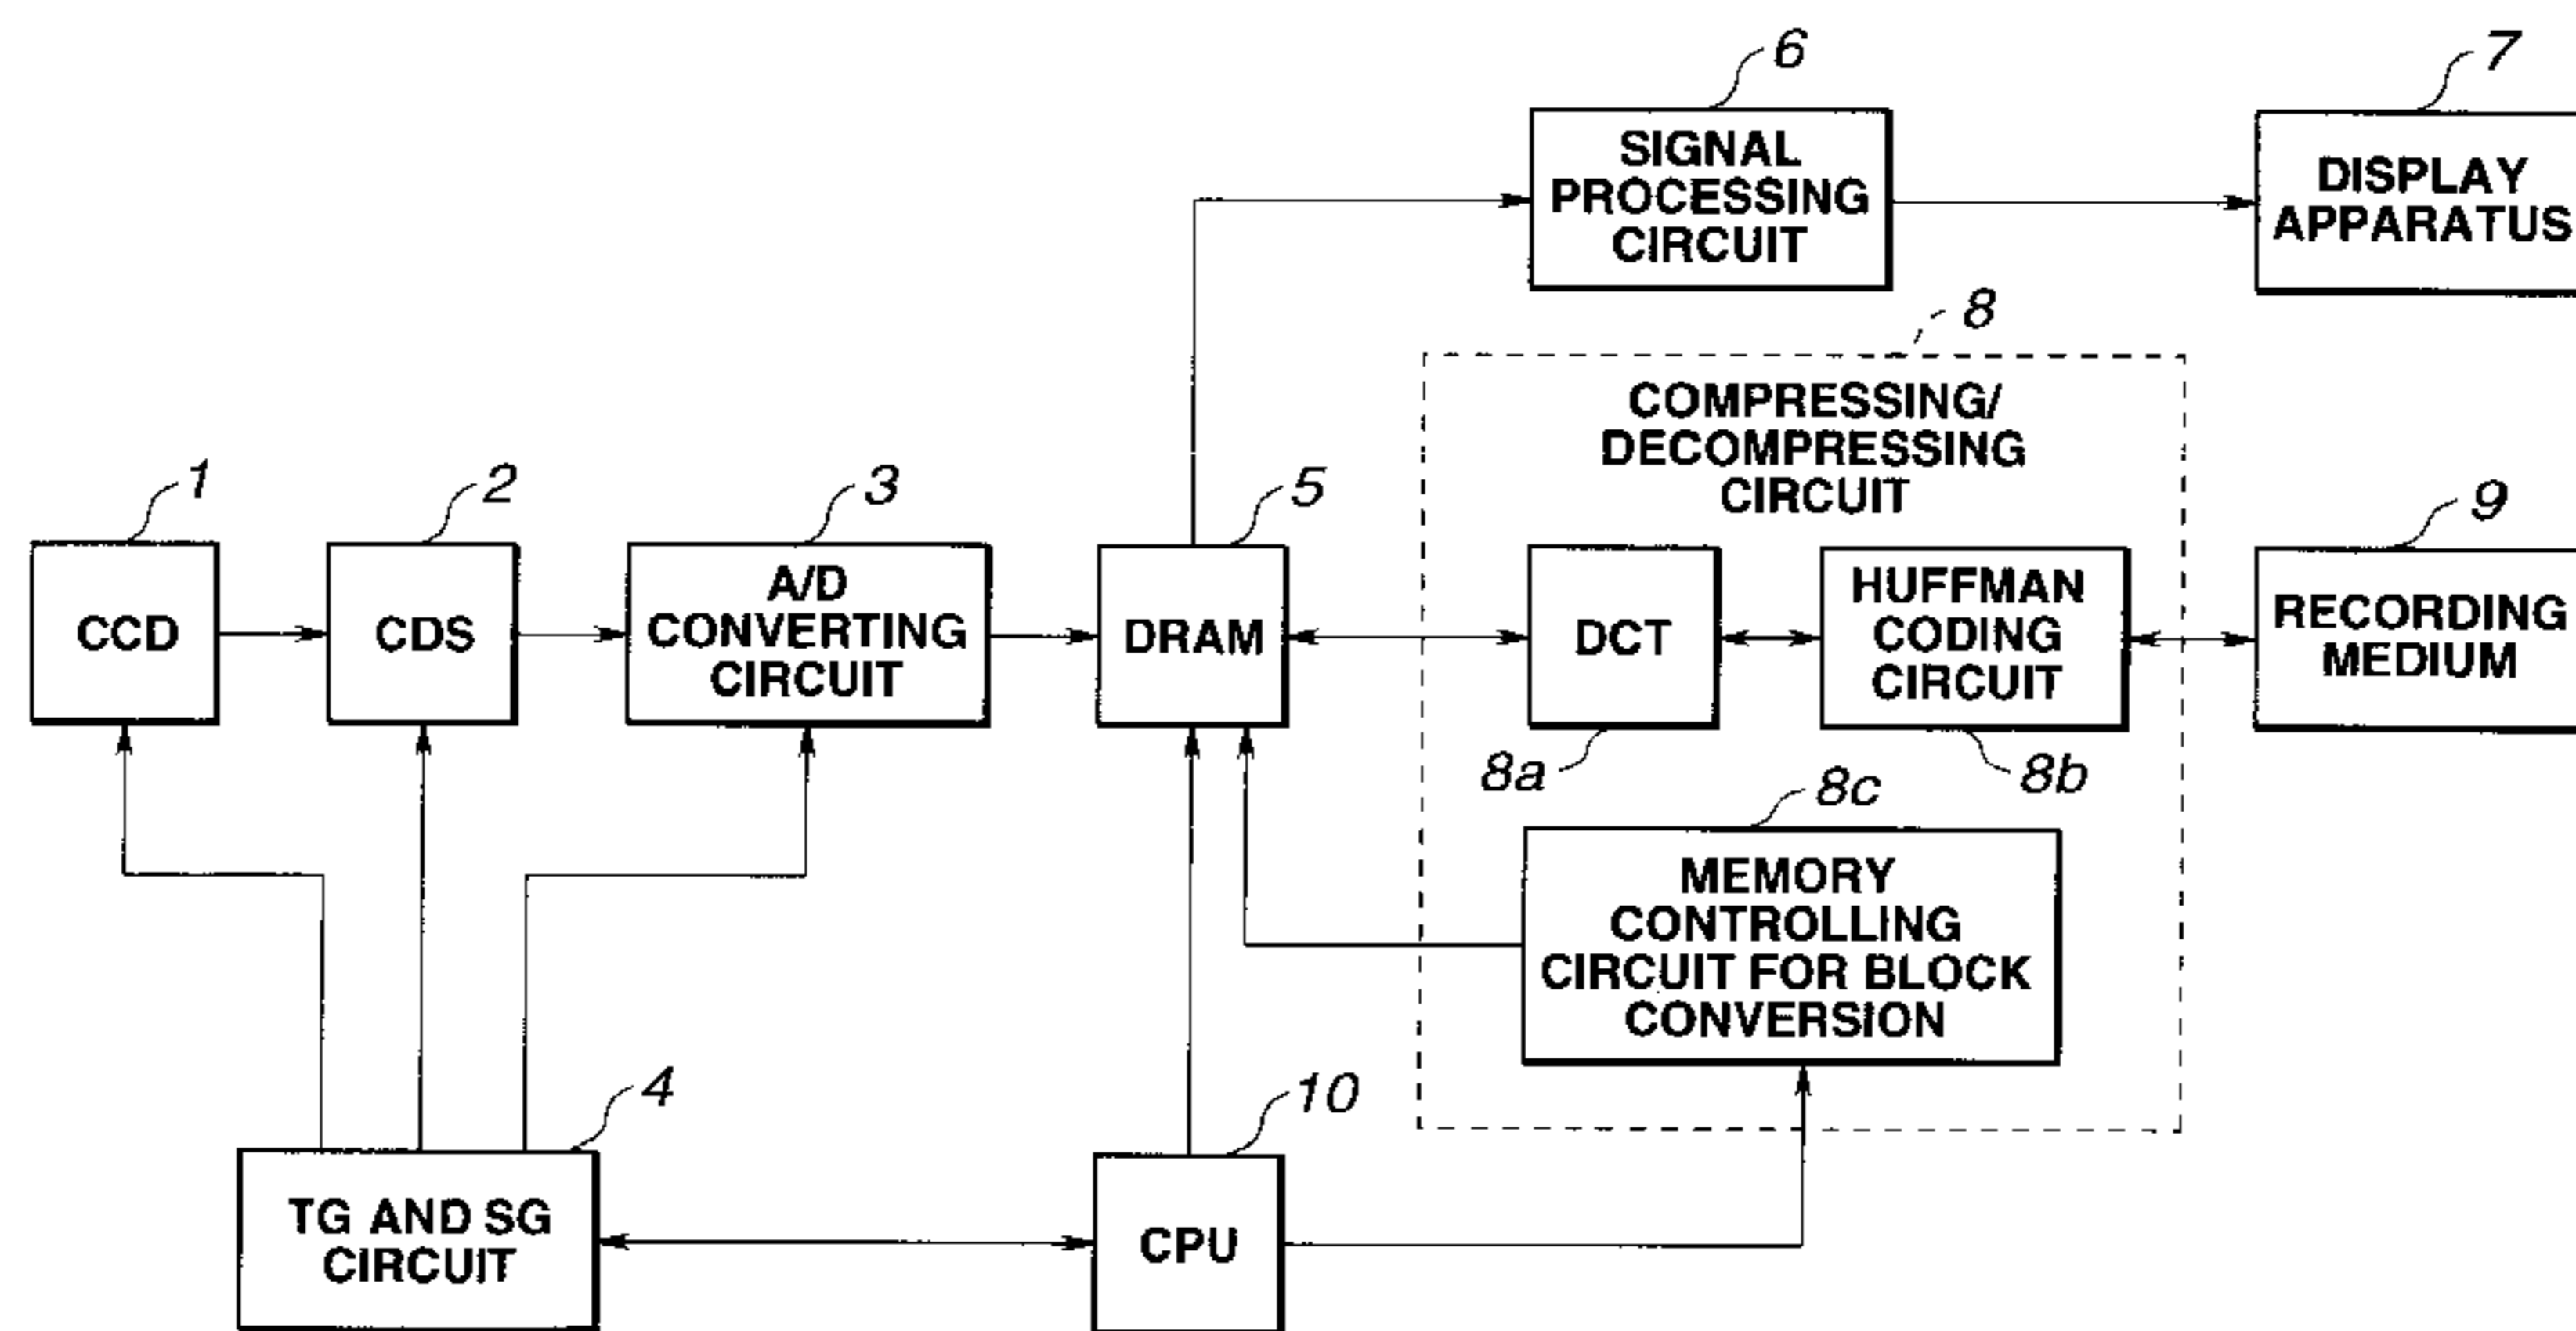 6
7
SIGNAL
PROCESSING
CIRCUIT
DISPLAY
APPARATUS
8
COMPRESSING/
DECOMPRESSING
CIRCUIT
1
2
3
5
9
CCD
CDS
A/D
CONVERTING
CIRCUIT
DRAM
DCT
HUFFMAN
CODING
CIRCUIT
RECORDING
MEDIUM
8a
8b
8c
MEMORY
CONTROLLING
CIRCUIT FOR BLOCK
CONVERSION
4
10
TG AND SG
CIRCUIT
CPU